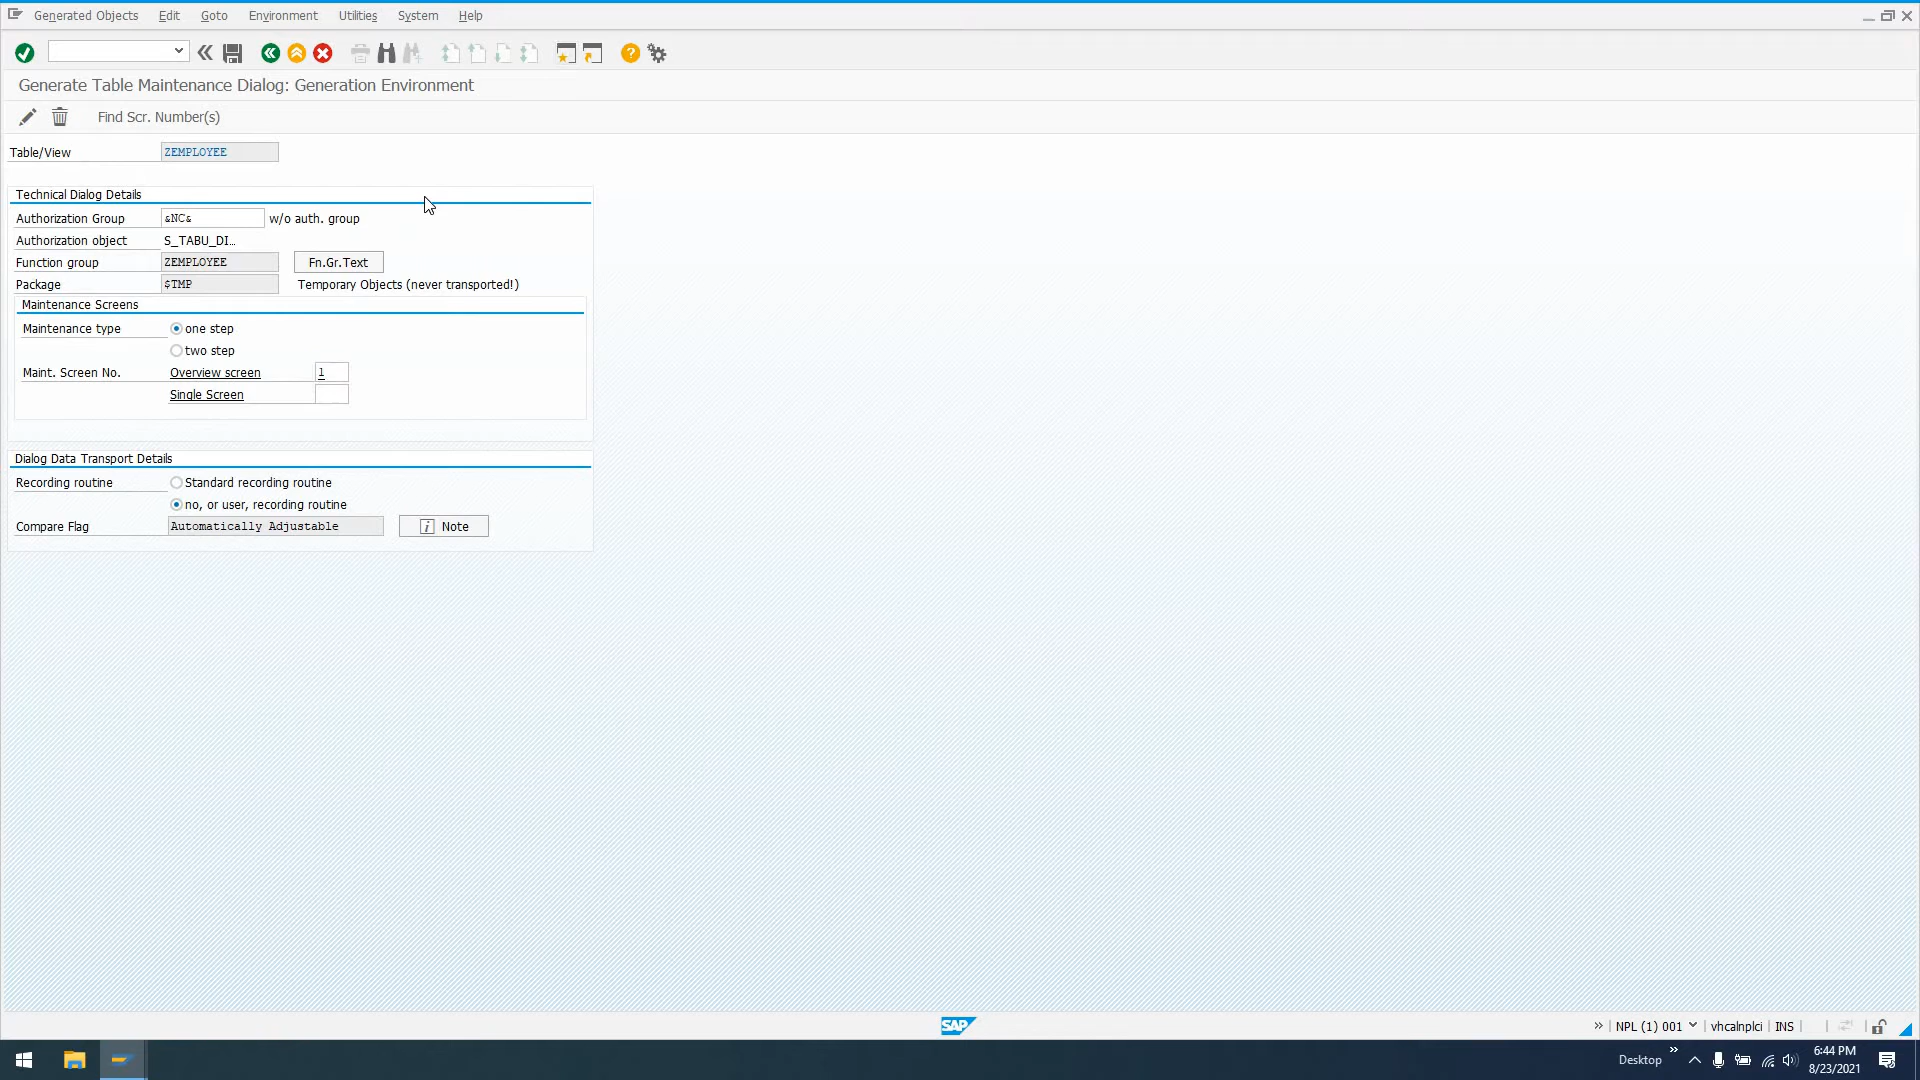 Generated Objects Edit Goto Environment Utilities System Help
Generate Table Maintenance Dialog: Generation Environment
Find Scr. Number(s)
Table/View ZEMPLOYEE
Technical Dialog Details
Authorization Group &NC& w/o auth. group
Authorization object S_TABU_DI...
Function group ZEMPLOYEE Fn.Gr.Text
Package $TMP Temporary Objects (never transported!)
Maintenance Screens
Maintenance type one step
two step
Maint. Screen No. Overview screen 1
Single Screen
Dialog Data Transport Details
Recording routine Standard recording routine
no, or user, recording routine
Compare Flag Automatically Adjustable i Note
SAP » NPL (1) 001 vhcalnplci INS
Desktop » 6:44 PM
8/23/2021